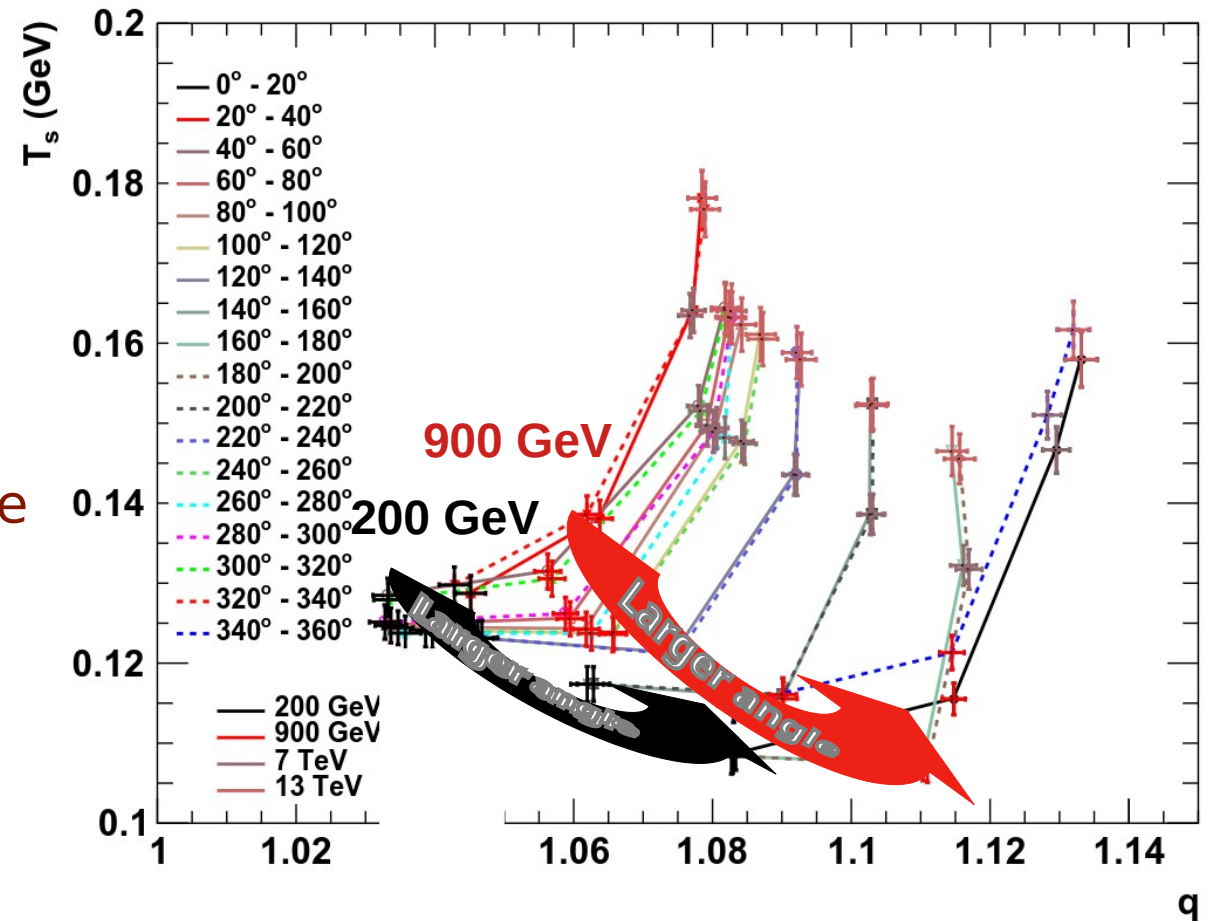 T_s (GeV)
0.2
0.18
0.16
0.14
0.12
0.1
0° - 20°
20° - 40°
40° - 60°
60° - 80°
80° - 100°
100° - 120°
120° - 140°
140° - 160°
160° - 180°
180° - 200°
200° - 220°
220° - 240°
240° - 260°
260° - 280°
280° - 300°
300° - 320°
320° - 340°
340° - 360°
200 GeV
900 GeV
7 TeV
13 TeV
900 GeV
200 GeV
Larger angle
Larger angle
e
1 1.02 1.06 1.08 1.1 1.12 1.14
q